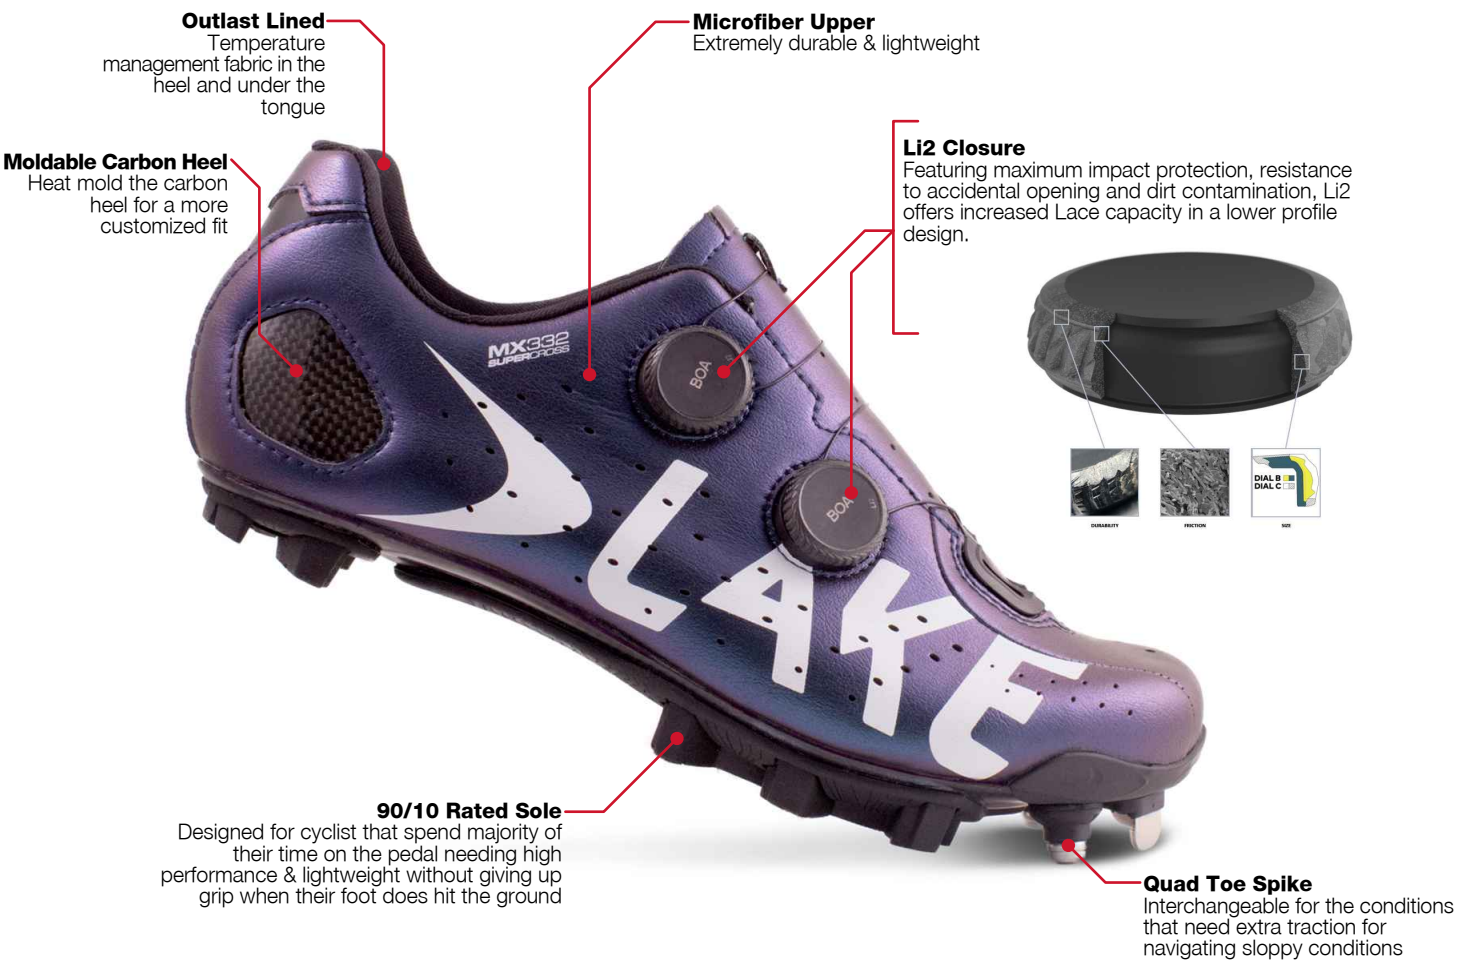 Outlast Lined
Temperature
management fabric in the
heel and under the
tongue
Microfiber Upper
Extremely durable & lightweight
Moldable Carbon Heel
Heat mold the carbon
heel for a more
customized fit
Li2 Closure
Featuring maximum impact protection, resistance
to accidental opening and dirt contamination, Li2
offers increased Lace capacity in a lower profile
design.
MX332
SUPERCROSS
BOA
BOA
LAKE
DIAL B
DIAL C
DURABILITY
FRICTION
SIZE
90/10 Rated Sole
Designed for cyclist that spend majority of
their time on the pedal needing high
performance & lightweight without giving up
grip when their foot does hit the ground
Quad Toe Spike
Interchangeable for the conditions
that need extra traction for
navigating sloppy conditions